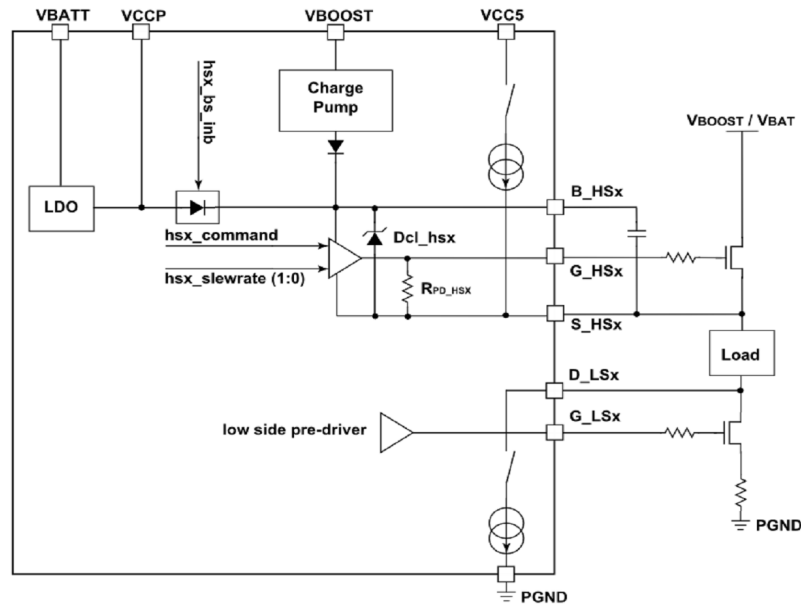 VBATT
VCCP
VBOOST
VCC5
hsx_bs_inb
Charge
Pump
VBOOST / VBAT
LDO
B_HSx
hsx_command
Dcl_hsx
hsx_slewrate (1:0)
RPD_HSX
G_HSx
S_HSx
Load
D_LSx
G_LSx
low side pre-driver
PGND
PGND